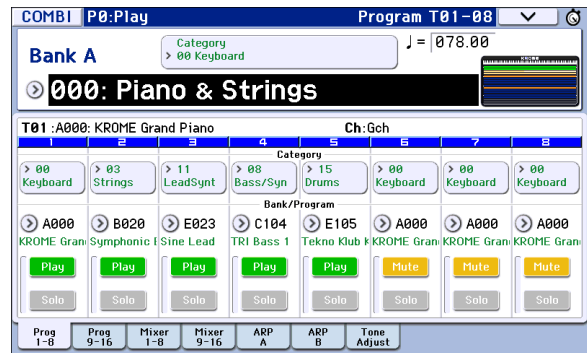 COMBI P0:Play Program T01-08
Bank A
Category
> 00 Keyboard
♩= 078.00
KROME
000: Piano & Strings
T01 :A000: KROME Grand Piano Ch:Gch
1 2 3 4 5 6 7 8
Category
> 00 Keyboard > 03 Strings > 11 LeadSynt > 08 Bass/Syn > 15 Drums > 00 Keyboard > 00 Keyboard > 00 Keyboard
Bank/Program
A000 B020 E023 C104 E105 A000 A000 A000
KROME Gran Symphonic Sine Lead TRI Bass 1 Tekno Klub KROME Gran KROME Gran KROME Gran
Play Play Play Play Play Mute Mute Mute
Solo Solo Solo Solo Solo Solo Solo Solo
Prog 1-8 Prog 9-16 Mixer 1-8 Mixer 9-16 ARP A ARP B Tone Adjust